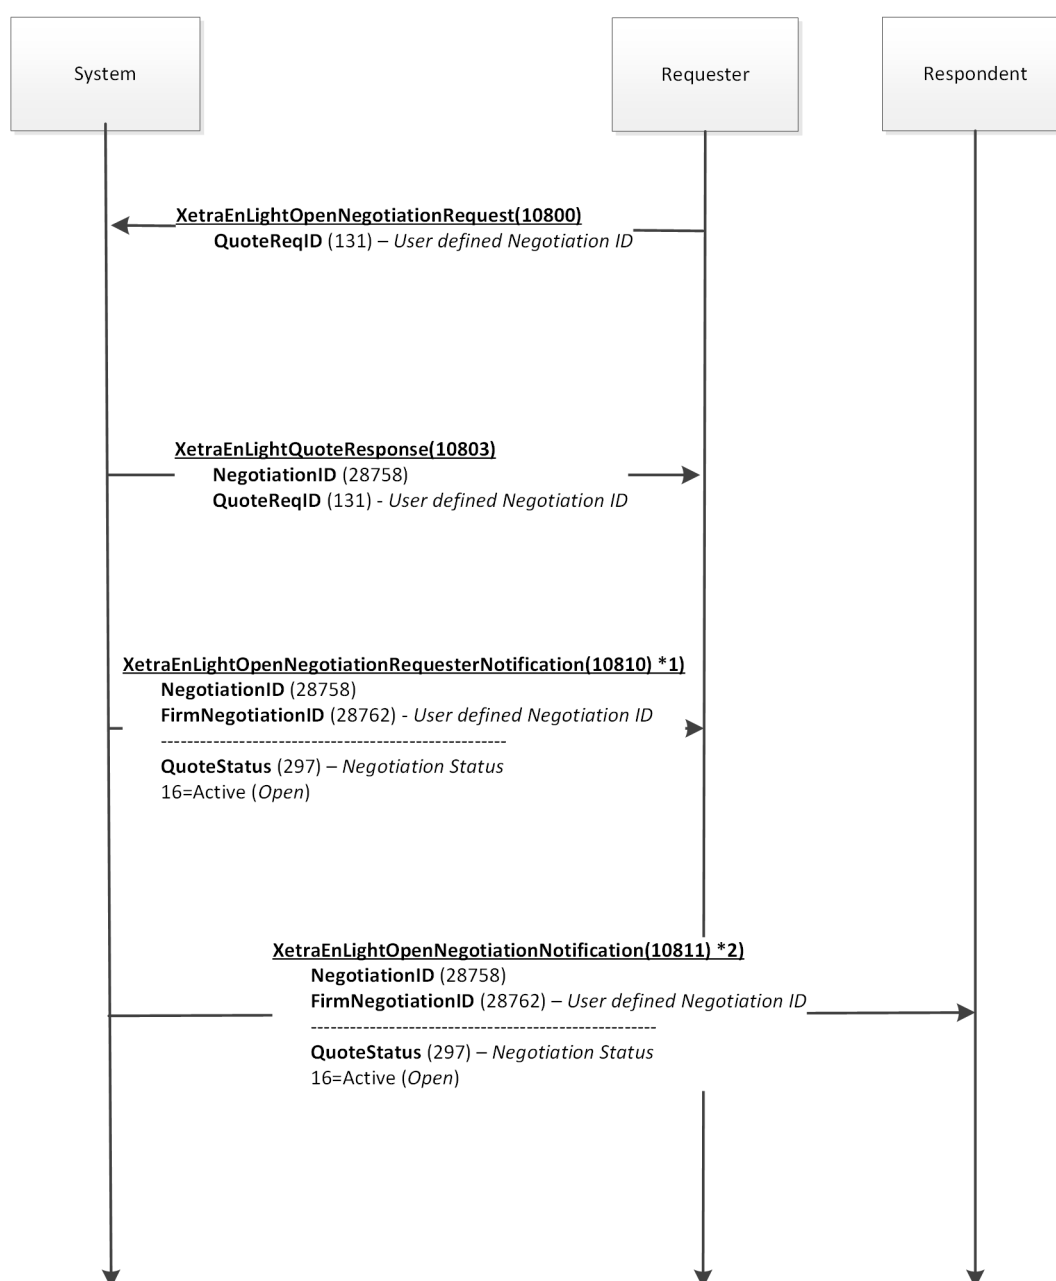 System
Requester
Respondent
XetraEnLightOpenNegotiationRequest(10800)
QuoteReqID (131) – User defined Negotiation ID
XetraEnLightQuoteResponse(10803)
NegotiationID (28758)
QuoteReqID (131) - User defined Negotiation ID
XetraEnLightOpenNegotiationRequesterNotification(10810) *1)
NegotiationID (28758)
FirmNegotiationID (28762) - User defined Negotiation ID
-----------------------------------------------------
QuoteStatus (297) – Negotiation Status
16=Active (Open)
XetraEnLightOpenNegotiationNotification(10811) *2)
NegotiationID (28758)
FirmNegotiationID (28762) – User defined Negotiation ID
-----------------------------------------------------
QuoteStatus (297) – Negotiation Status
16=Active (Open)